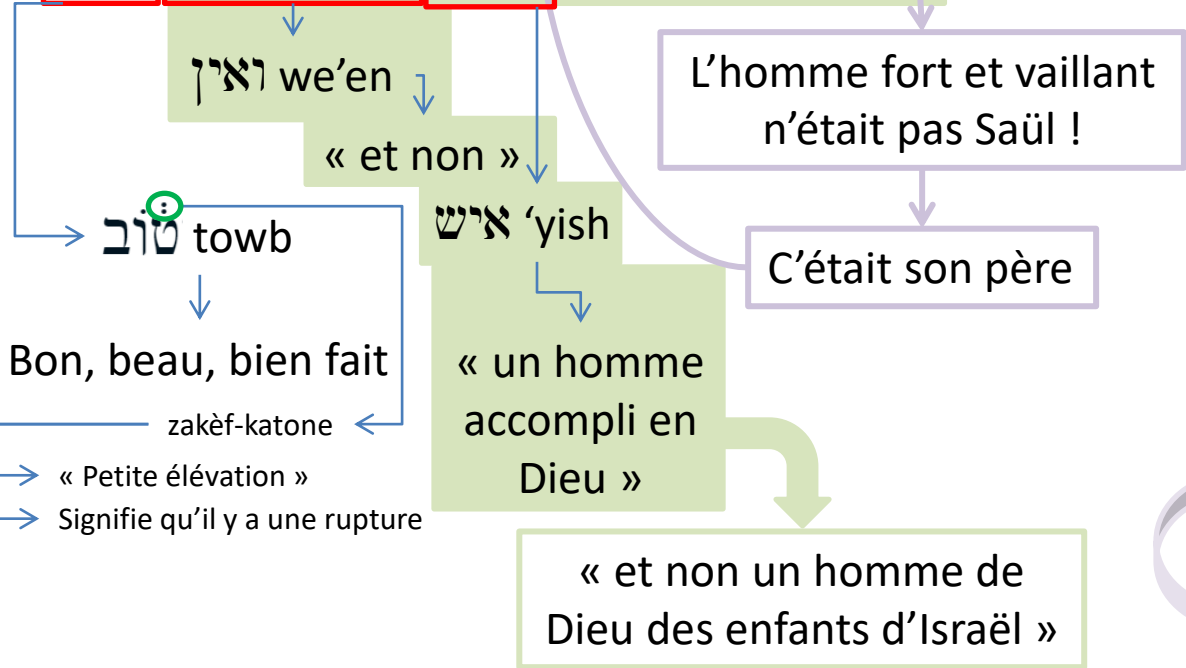 ואין we’en
« et non »
איש ‘yish
« un homme
accompli en
Dieu »
« et non un homme de
Dieu des enfants d’Israël »
טּ֔וֹב towb
Bon, beau, bien fait
zakèf-katone
« Petite élévation »
Signifie qu’il y a une rupture
L’homme fort et vaillant
n’était pas Saül !
C’était son père